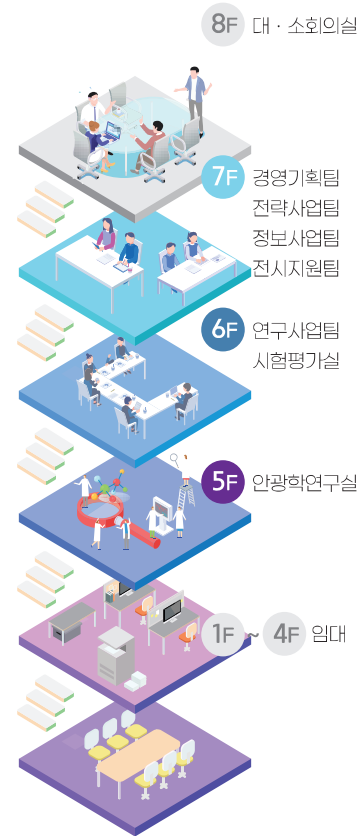 8F 대 · 소회의실
7F 경영기획팀
전략사업팀
정보사업팀
전시지원팀
6F 연구사업팀
시험평가실
5F 안광학연구실
1F ~ 4F 임대